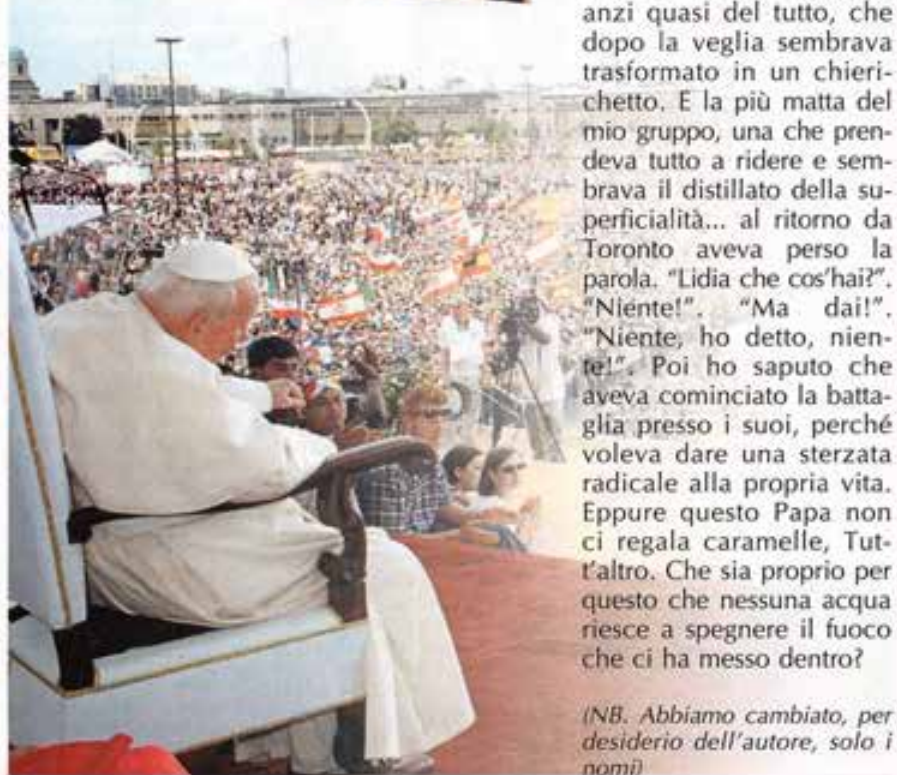 anzi quasi del tutto, che
dopo la veglia sembrava
trasformato in un chieri-
chetto. E la più matta del
mio gruppo, una che pren-
deva tutto a ridere e sem-
brava il distillato della su-
perficialità... al ritorno da
Toronto aveva perso la
parola. "Lidia che cos'hai?".
"Niente!". "Ma dai!".
"Niente, ho detto, nien-
te!". Poi ho saputo che
aveva cominciato la batta-
glia presso i suoi, perché
voleva dare una sterzata
radicale alla propria vita.
Eppure questo Papa non
ci regala caramelle, Tut-
t'altro. Che sia proprio per
questo che nessuna acqua
riesce a spegnere il fuoco
che ci ha messo dentro?
(NB. Abbiamo cambiato, per
desiderio dell'autore, solo i
nomi)